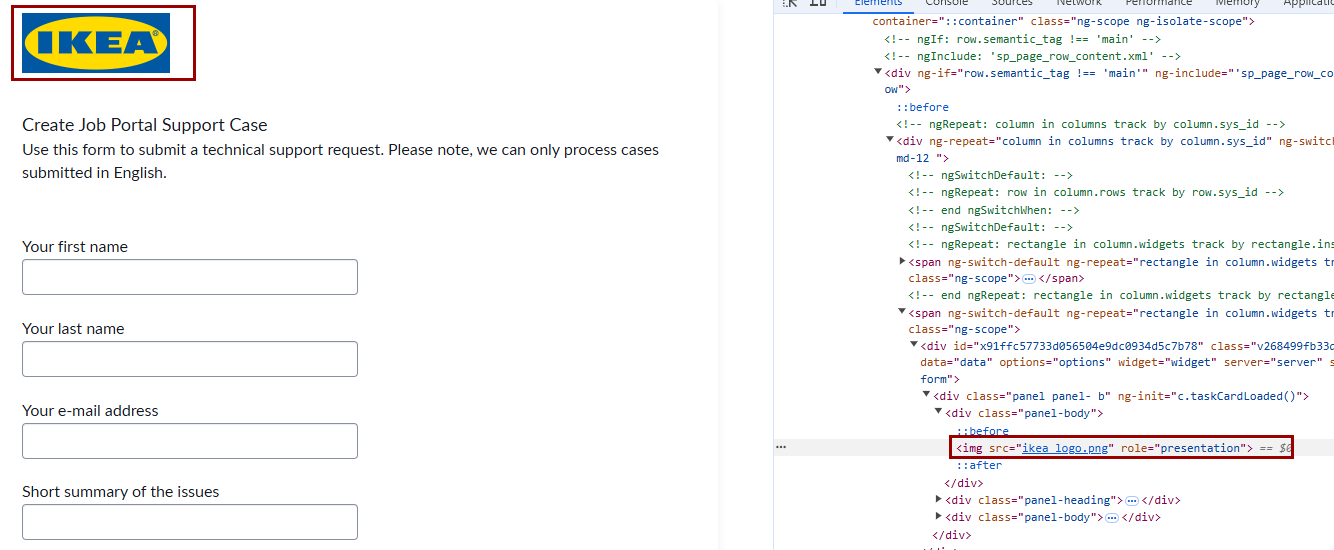 IKEA®
Create Job Portal Support Case
Use this form to submit a technical support request. Please note, we can only process cases
submitted in English.
Your first name
Your last name
Your e-mail address
Short summary of the issues
Elements Console Sources Network Performance Memory
container="::container" class="ng-scope ng-isolate-scope">
<!-- ngIf: row.semantic_tag !== 'main' -->
<!-- ngInclude: 'sp_page_row_content.xml' -->
<div ng-if="row.semantic_tag !== 'main'" ng-include="'sp_page_row_co
ow">
::before
<!-- ngRepeat: column in columns track by column.sys_id -->
<div ng-repeat="column in columns track by column.sys_id" ng-switc
md-12 ">
<!-- ngSwitchDefault: -->
<!-- ngRepeat: row in column.rows track by row.sys_id -->
<!-- end ngSwitchWhen: -->
<!-- ngSwitchDefault: -->
<!-- ngRepeat: rectangle in column.widgets track by rectangle.ins
<span ng-switch-default ng-repeat="rectangle in column.widgets tr
class="ng-scope">⋯</span>
<!-- end ngRepeat: rectangle in column.widgets track by rectangle
<span ng-switch-default ng-repeat="rectangle in column.widgets tr
class="ng-scope">
<div id="x91ffc57733d056504e9dc0934d5c7b78" class="v268499fb33d
data="data" options="options" widget="widget" server="server" s
form">
<div class="panel panel- b" ng-init="c.taskCardLoaded()">
<div class="panel-body">
::before
<img src="ikea_logo.png" role="presentation"> == $0
::after
</div>
<div class="panel-heading">⋯</div>
<div class="panel-body">⋯</div>
</div>